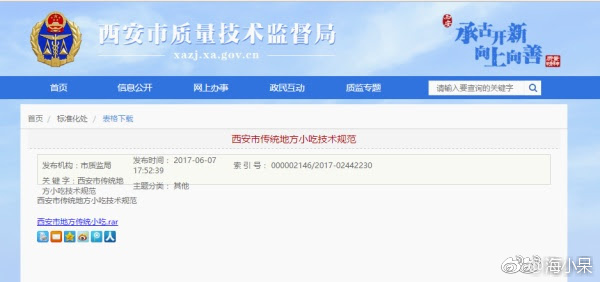 西安市质量技术监督局
xazj.xa.gov.cn
承古开新
向上向善
首页 信息公开 网上办事 政民互动 质监专题 请输入要查询的关键字
首页 / 标准化处 / 表格下载
西安市传统地方小吃技术规范
发布机构：市质监局 发布时间： 2017-06-07 17:52:39 索 引 号： 000002146/2017-02442230
关 键 字：西安市传统地方小吃技术规范 主题分类： 其他
西安市传统地方小吃技术规范
西安市地方传统小吃.rar
@海小呆